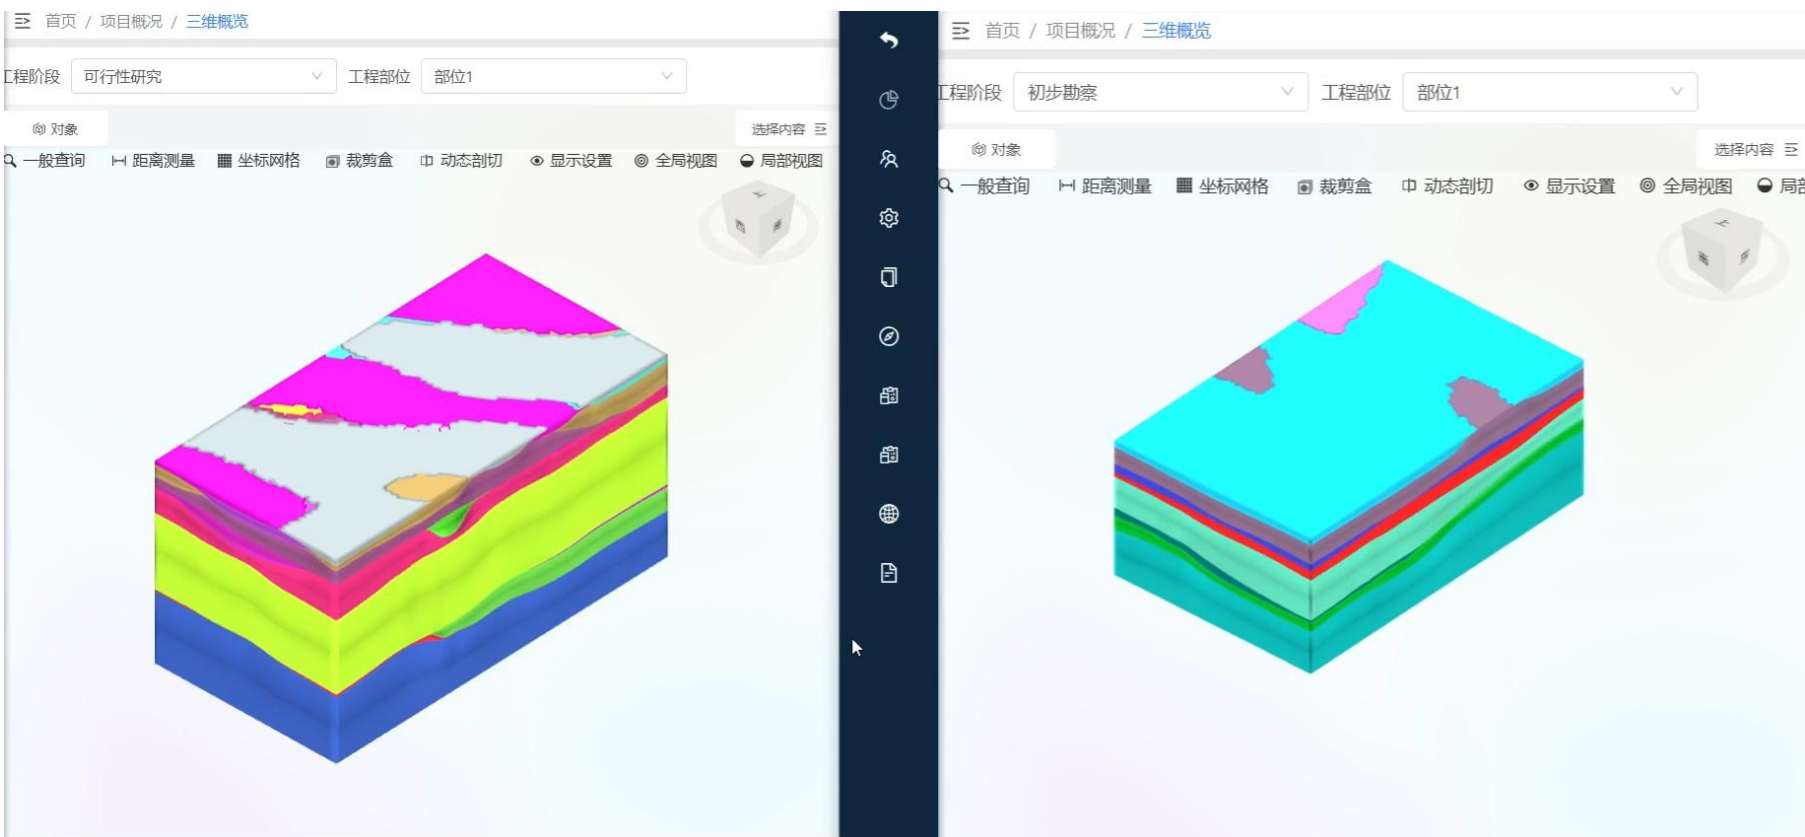 首页 / 项目概况 / 三维概览
工程阶段 可行性研究 工程部位 部位1
对象 选择内容
一般查询 距离测量 坐标网格 裁剪盒 动态剖切 显示设置 全局视图 局部视图
首页 / 项目概况 / 三维概览
工程阶段 初步勘察 工程部位 部位1
对象 选择内容
一般查询 距离测量 坐标网格 裁剪盒 动态剖切 显示设置 全局视图 局部